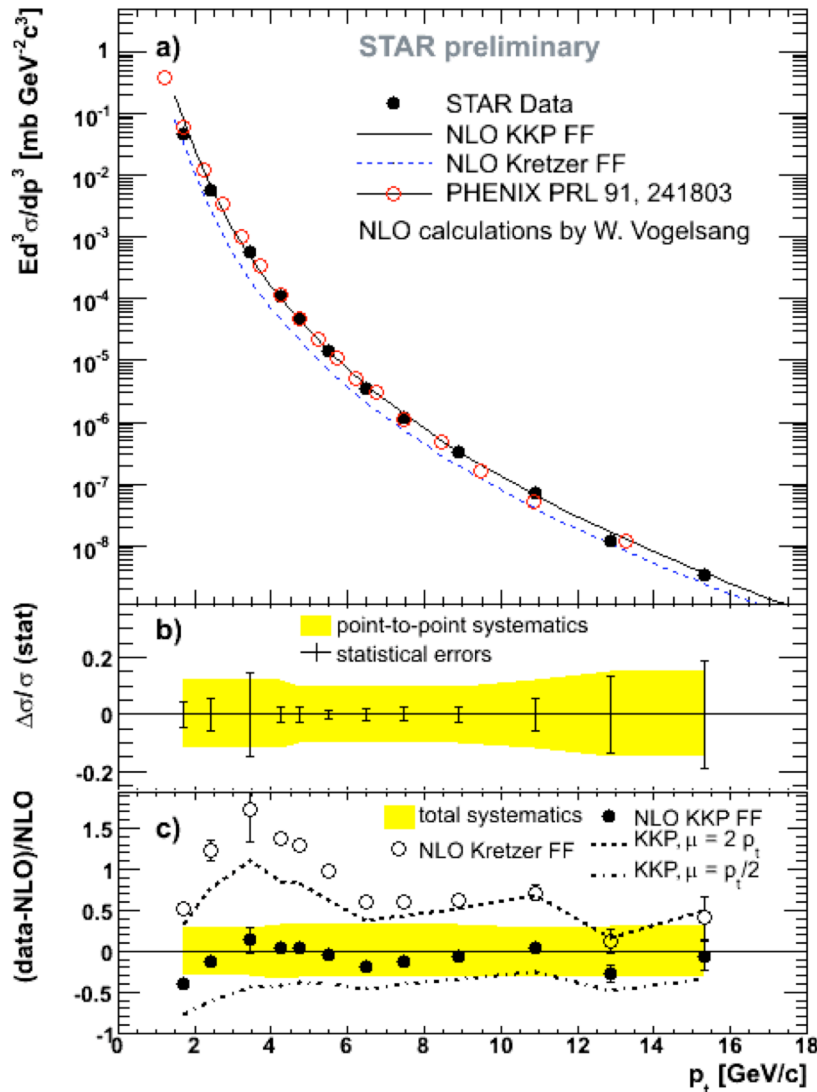 a)
STAR preliminary
STAR Data
NLO KKP FF
NLO Kretzer FF
PHENIX PRL 91, 241803
NLO calculations by W. Vogelsang
Ed³σ/dp³ [mb GeV⁻²c³]
1
10⁻¹
10⁻²
10⁻³
10⁻⁴
10⁻⁵
10⁻⁶
10⁻⁷
10⁻⁸
b)
point-to-point systematics
statistical errors
Δσ/σ (stat)
0.2
0
-0.2
c)
total systematics
NLO KKP FF
NLO Kretzer FF
KKP, μ = 2 pₜ
KKP, μ = pₜ/2
(data-NLO)/NLO
1.5
1
0.5
0
-0.5
-1
0 2 4 6 8 10 12 14 16 18
pₜ [GeV/c]